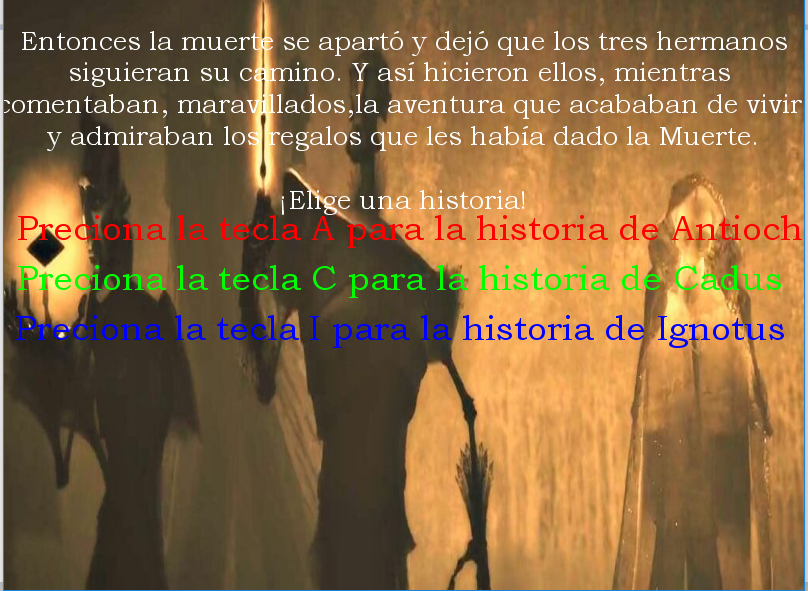 Entonces la muerte se apartó y dejó que los tres hermanos
siguieran su camino. Y así hicieron ellos, mientras
comentaban, maravillados,la aventura que acababan de vivir
y admiraban los regalos que les había dado la Muerte.
¡Elige una historia!
Preciona la tecla A para la historia de Antioch
Preciona la tecla C para la historia de Cadus
Preciona la tecla I para la historia de Ignotus